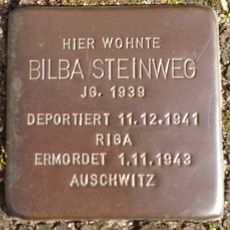 HIER WOHNTE
BILBA STEINWEG
JG. 1939
DEPORTIERT 11.12.1941
RIGA
ERMORDET 1.11.1943
AUSCHWITZ